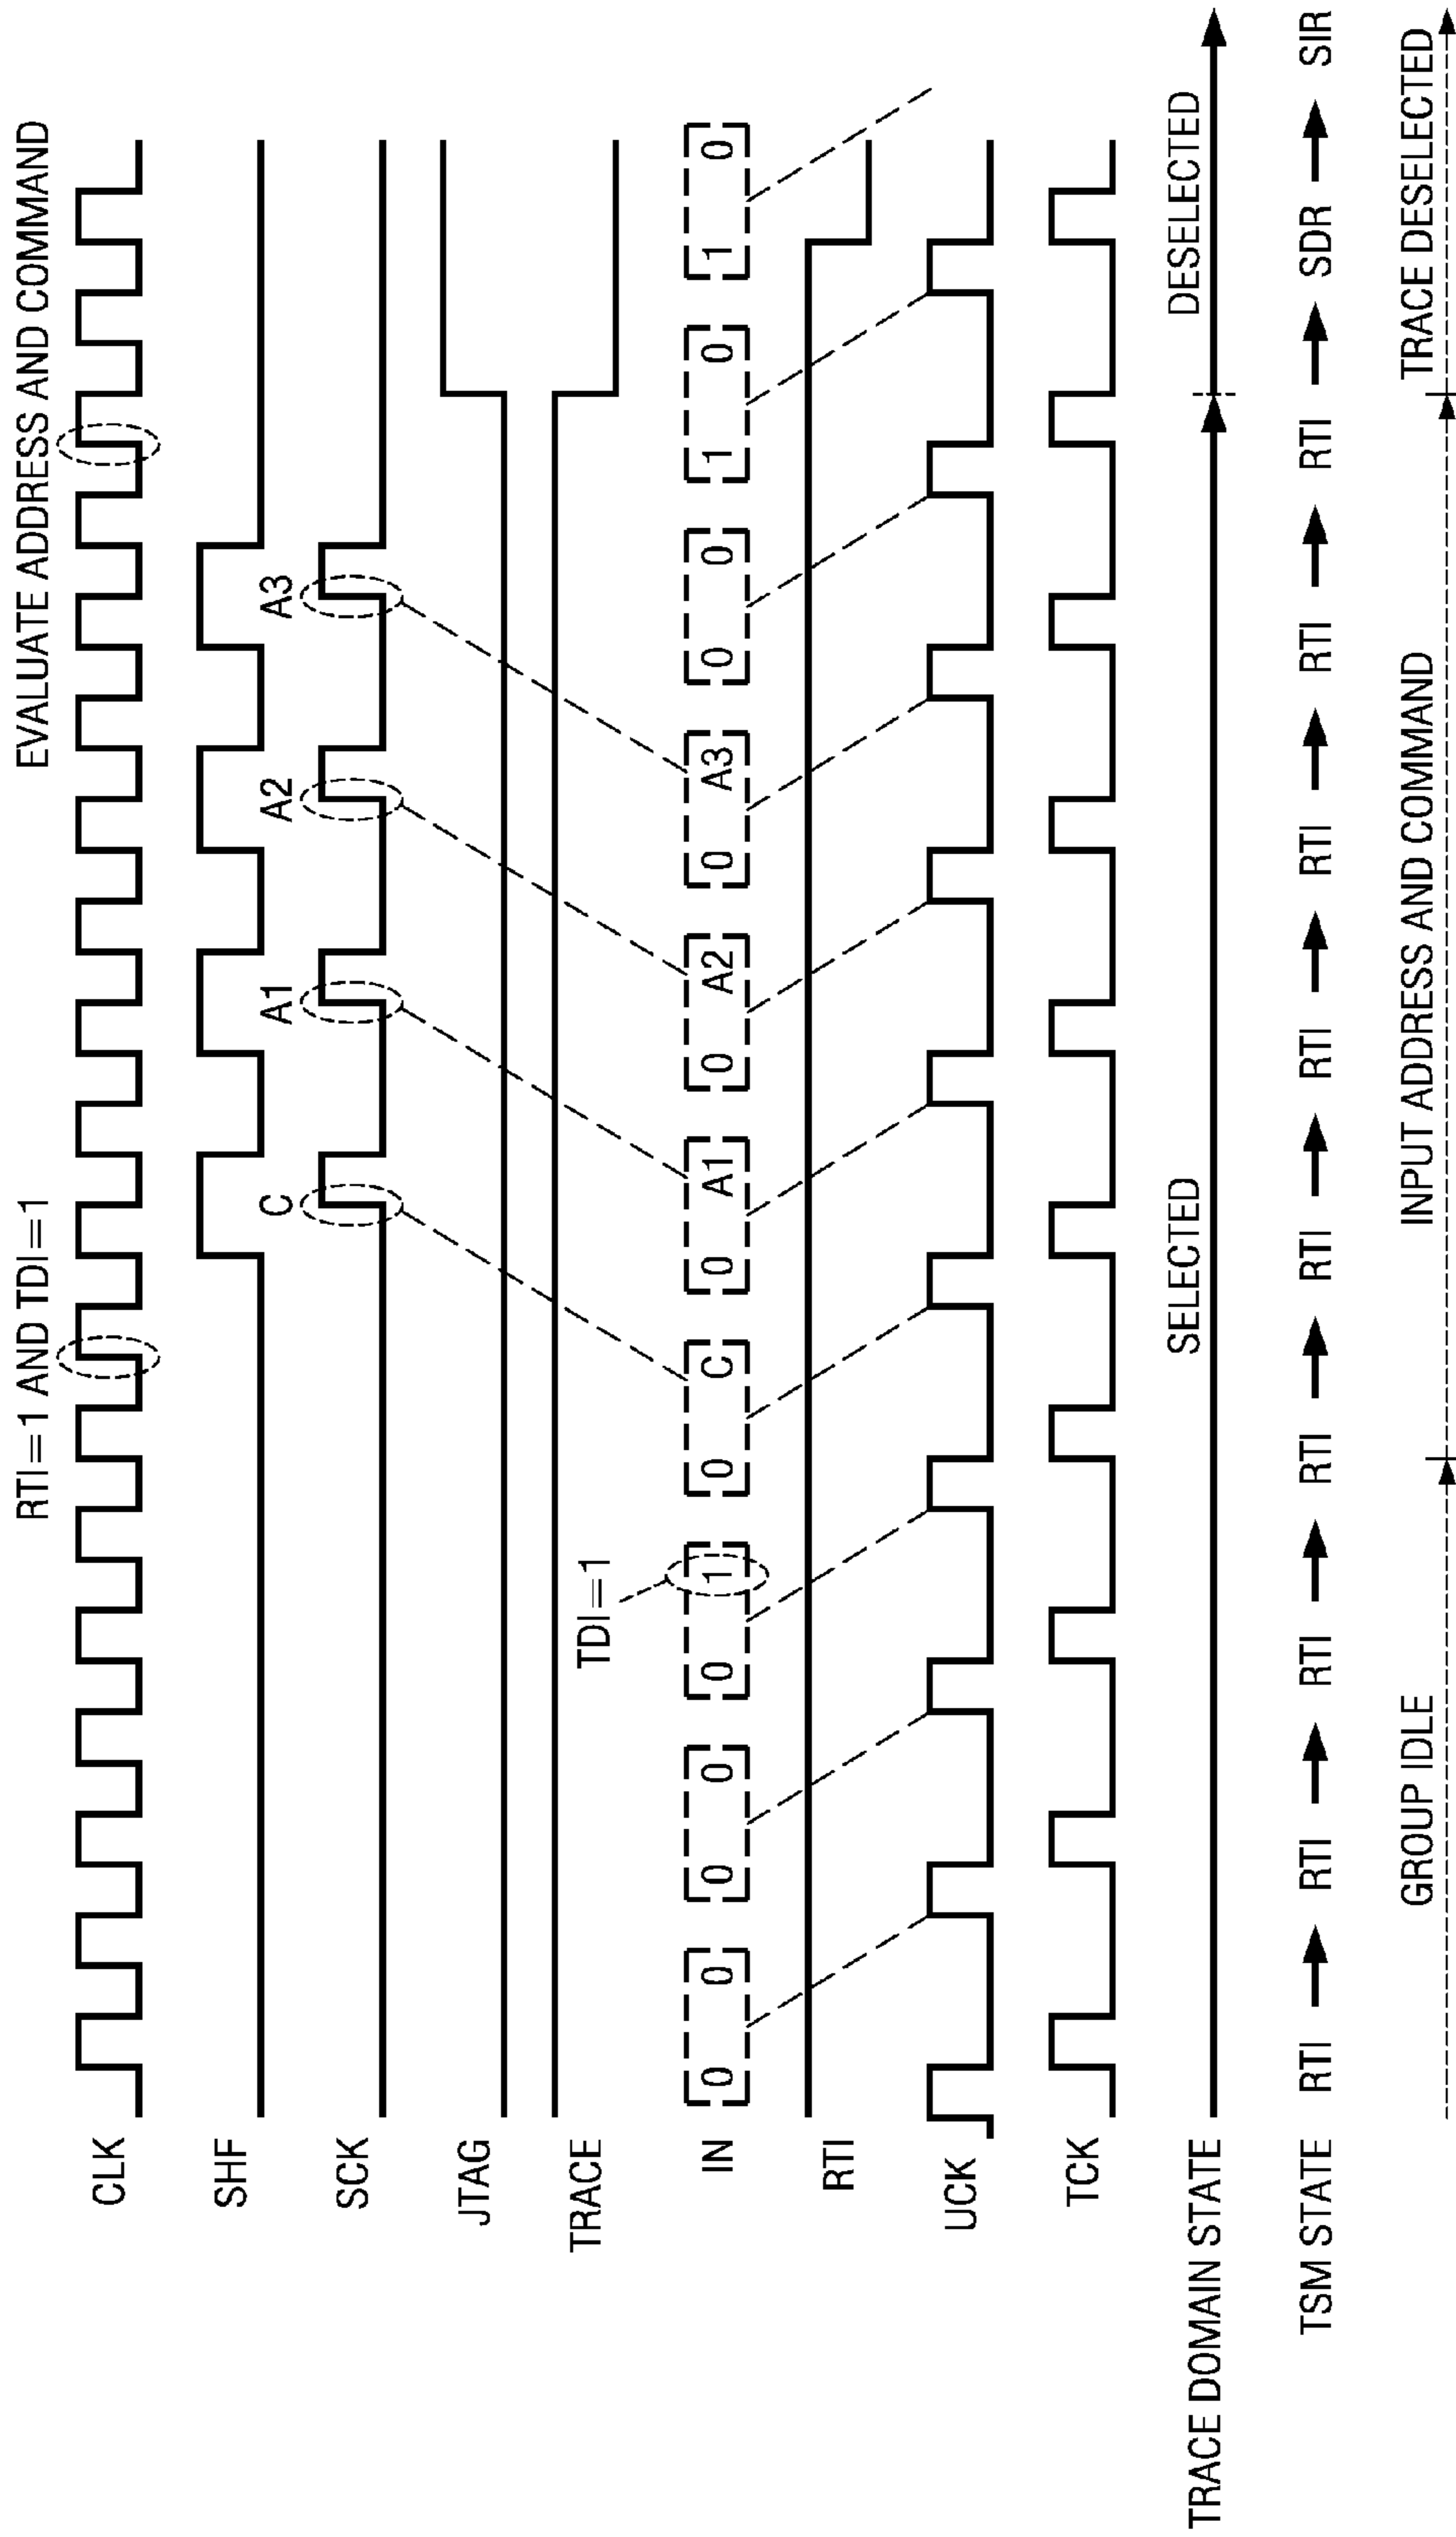 RTI=1 AND TDI=1 EVALUATE ADDRESS AND COMMAND
CLK
SHF
C A1 A2 A3
SCK
JTAG
TRACE
TDI=1
IN 0 0 0 0 0 1 0 C 0 A1 0 A2 0 A3 0 0 1 0 1 0
RTI
UCK
TCK
TRACE DOMAIN STATE SELECTED DESELECTED
TSM STATE RTI RTI RTI RTI RTI RTI RTI RTI RTI SDR SIR
GROUP IDLE INPUT ADDRESS AND COMMAND TRACE DESELECTED